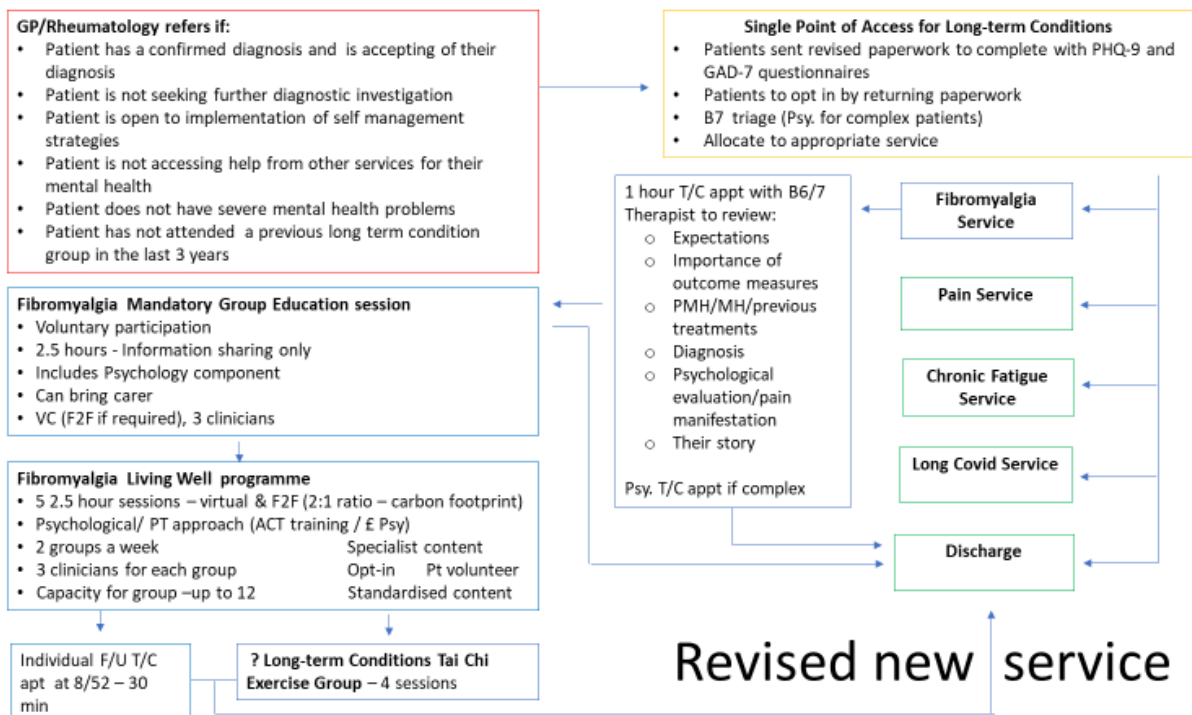 GP/Rheumatology refers if:
• Patient has a confirmed diagnosis and is accepting of their
diagnosis
• Patient is not seeking further diagnostic investigation
• Patient is open to implementation of self management
strategies
• Patient is not accessing help from other services for their
mental health
• Patient does not have severe mental health problems
• Patient has not attended a previous long term condition
group in the last 3 years
Single Point of Access for Long-term Conditions
• Patients sent revised paperwork to complete with PHQ-9 and
GAD-7 questionnaires
• Patients to opt in by returning paperwork
• B7 triage (Psy. for complex patients)
• Allocate to appropriate service
Fibromyalgia
Service
Pain Service
Chronic Fatigue
Service
Long Covid Service
Discharge
1 hour T/C appt with B6/7
Therapist to review:
o Expectations
o Importance of
outcome measures
o PMH/MH/previous
treatments
o Diagnosis
o Psychological
evaluation/pain
manifestation
o Their story
Psy. T/C appt if complex
Fibromyalgia Mandatory Group Education session
• Voluntary participation
• 2.5 hours - Information sharing only
• Includes Psychology component
• Can bring carer
• VC (F2F if required), 3 clinicians
Fibromyalgia Living Well programme
• 5 2.5 hour sessions – virtual & F2F (2:1 ratio – carbon footprint)
• Psychological/ PT approach (ACT training / £ Psy)
• 2 groups a week Specialist content
• 3 clinicians for each group Opt-in Pt volunteer
• Capacity for group –up to 12 Standardised content
Individual F/U T/C
apt at 8/52 – 30
min
? Long-term Conditions Tai Chi
Exercise Group – 4 sessions
Revised new service